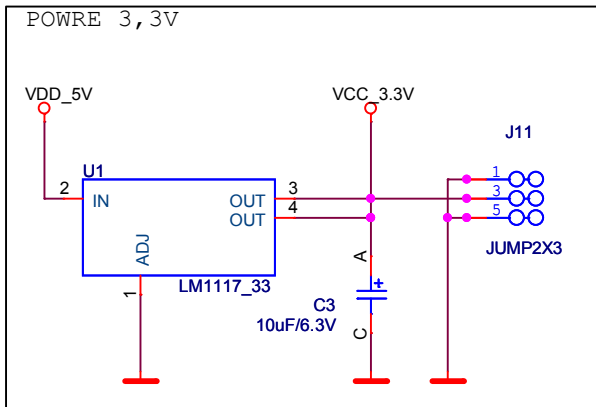 POWRE 3,3V
VDD_5V
VCC_3.3V
J11
U1
2
IN
OUT
3
OUT
4
ADJ
1
LM1117_33
1
3
5
JUMP2X3
A
+
C3
10uF/6.3V
C